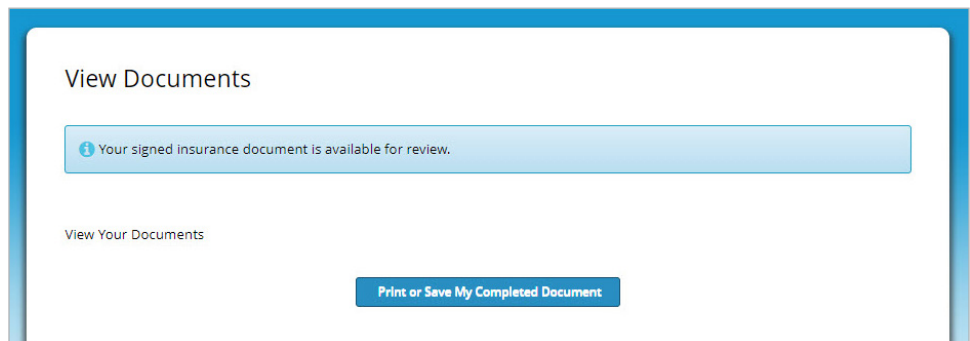 View Documents
Your signed insurance document is available for review.
View Your Documents
Print or Save My Completed Document